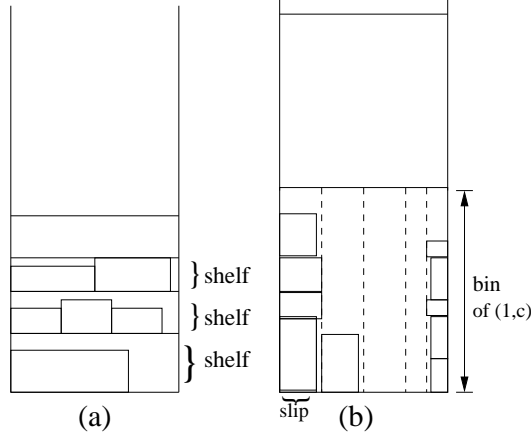 } shelf
} shelf
} shelf
bin
of (1,c)
slip
(a)
(b)